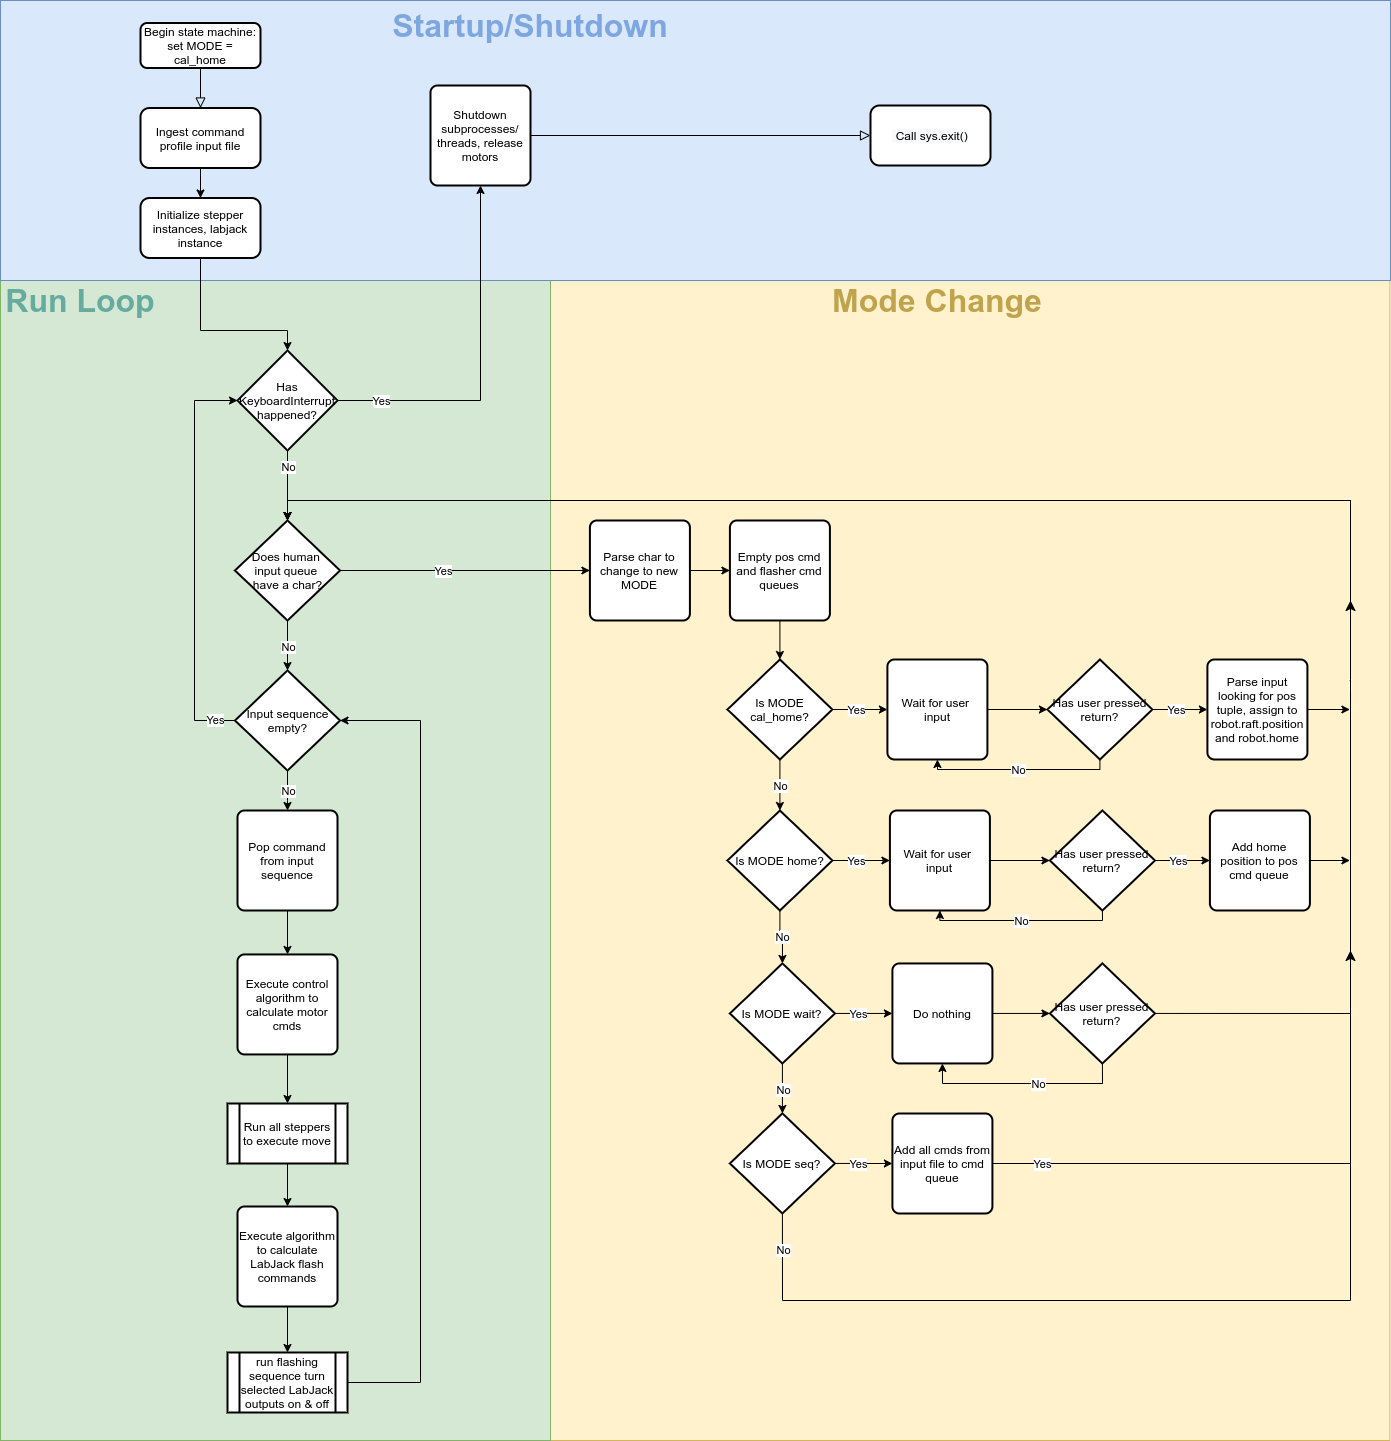 Startup/Shutdown
Begin state machine:
set MODE =
cal_home
Ingest command
profile input file
Initialize stepper
instances, labjack
instance
Shutdown
subprocesses/
threads, release
motors
Call sys.exit()
Run Loop
Has
KeyboardInterrupt
happened?
Yes
No
Does human
input queue
have a char?
Yes
No
Input sequence
empty?
Yes
No
Pop command
from input
sequence
Execute control
algorithm to
calculate motor
cmds
Run all steppers
to execute move
Execute algorithm
to calculate
LabJack flash
commands
run flashing
sequence turn
selected LabJack
outputs on & off
Mode Change
Parse char to
change to new
MODE
Empty pos cmd
and flasher cmd
queues
Is MODE
cal_home?
Yes
Wait for user
input
Has user pressed
return?
Yes
Parse input
looking for pos
tuple, assign to
robot.raft.position
and robot.home
No
No
Is MODE home?
Yes
Wait for user
input
Has user pressed
return?
Yes
Add home
position to pos
cmd queue
No
No
Is MODE wait?
Yes
Do nothing
Has user pressed
return?
No
No
Is MODE seq?
Yes
Add all cmds from
input file to cmd
queue
Yes
No